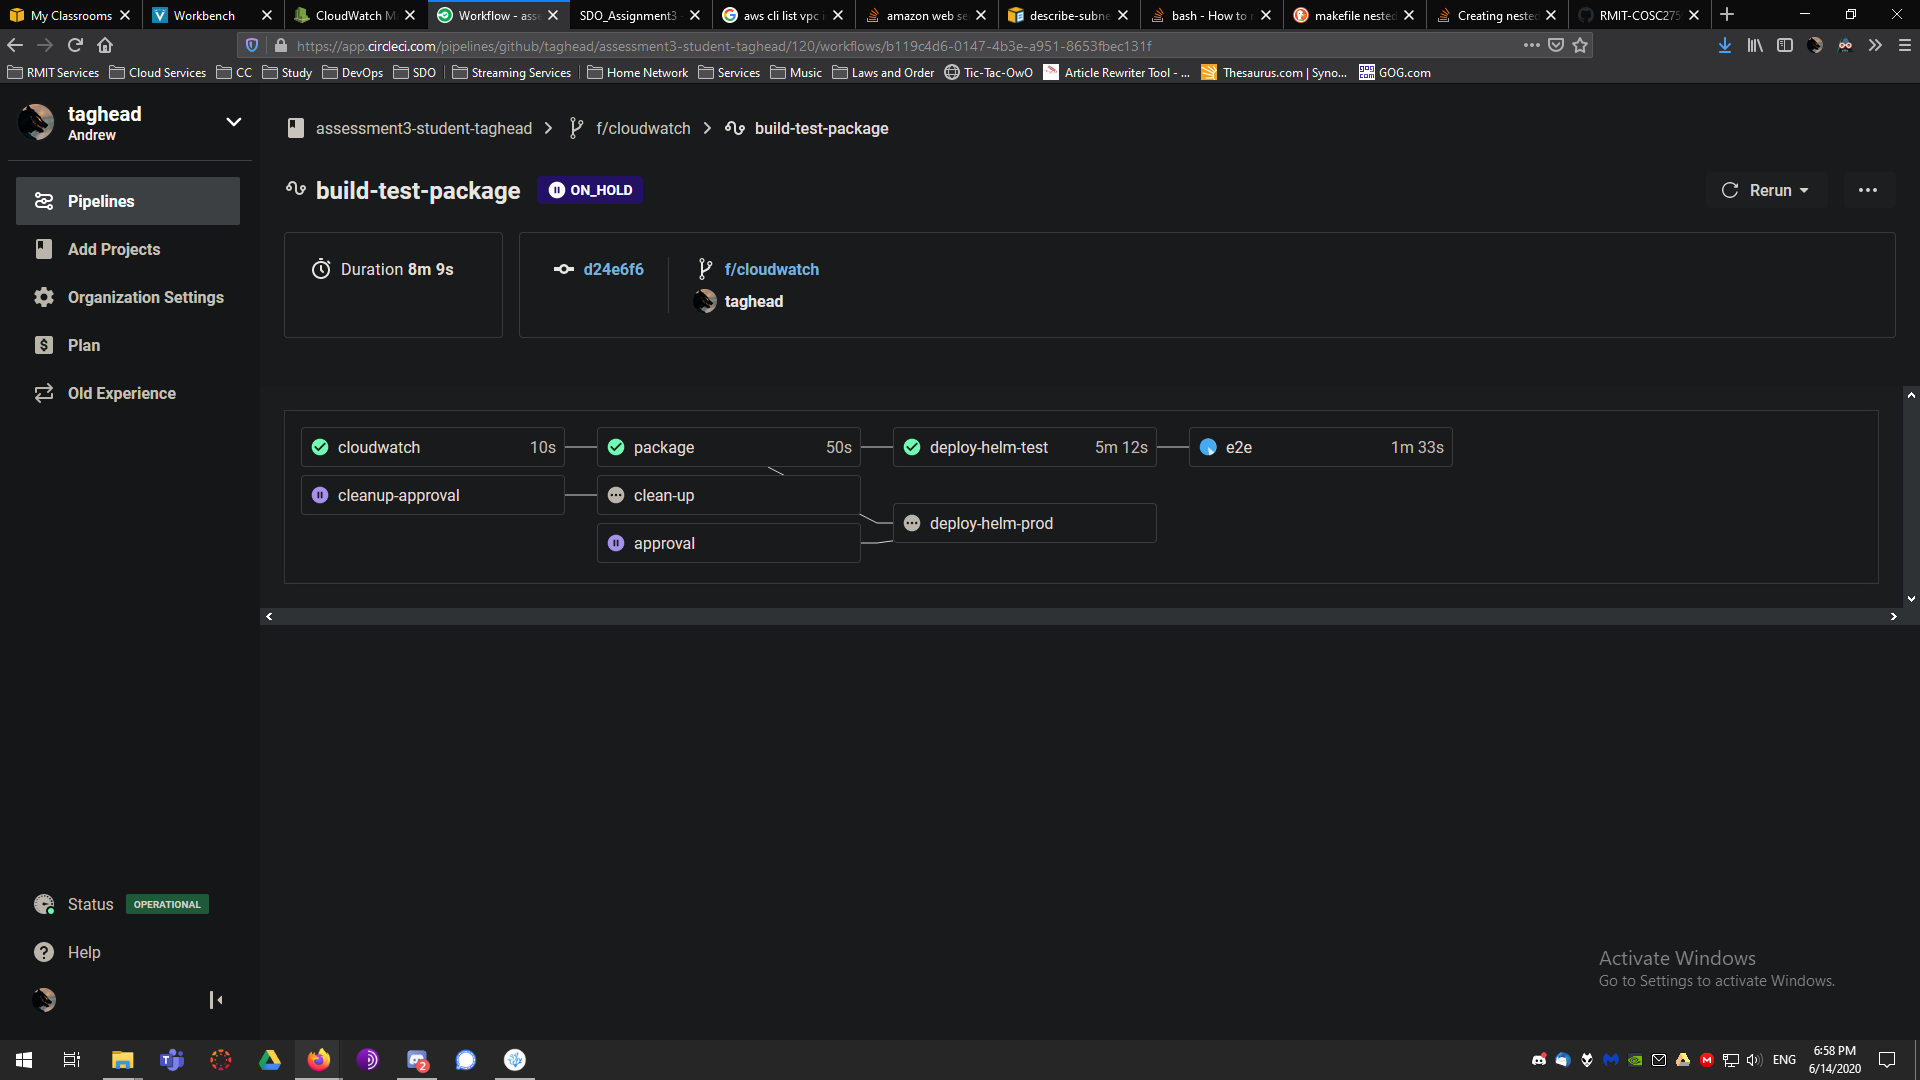 My Classrooms
Workbench
CloudWatch M
Workflow - asse
SDO_Assignment3 -
aws cli list vpc i
amazon web se
describe-subne
bash - How to r
makefile nested
Creating nested
RMIT-COSC275
https://app.circleci.com/pipelines/github/taghead/assessment3-student-taghead/120/workflows/b119c4d6-0147-4b3e-a951-8653fbec131f
RMIT Services
Cloud Services
CC
Study
DevOps
SDO
Streaming Services
Home Network
Services
Music
Laws and Order
Tic-Tac-OwO
Article Rewriter Tool - ...
Thesaurus.com | Syno...
GOG.com
taghead
Andrew
assessment3-student-taghead
f/cloudwatch
build-test-package
build-test-package
ON_HOLD
Rerun
Pipelines
Add Projects
Organization Settings
Plan
Old Experience
Duration 8m 9s
d24e6f6
f/cloudwatch
taghead
cloudwatch 10s
package 50s
deploy-helm-test 5m 12s
e2e 1m 33s
cleanup-approval
clean-up
deploy-helm-prod
approval
Status OPERATIONAL
Help
Activate Windows
Go to Settings to activate Windows.
2
ENG
6:58 PM
6/14/2020